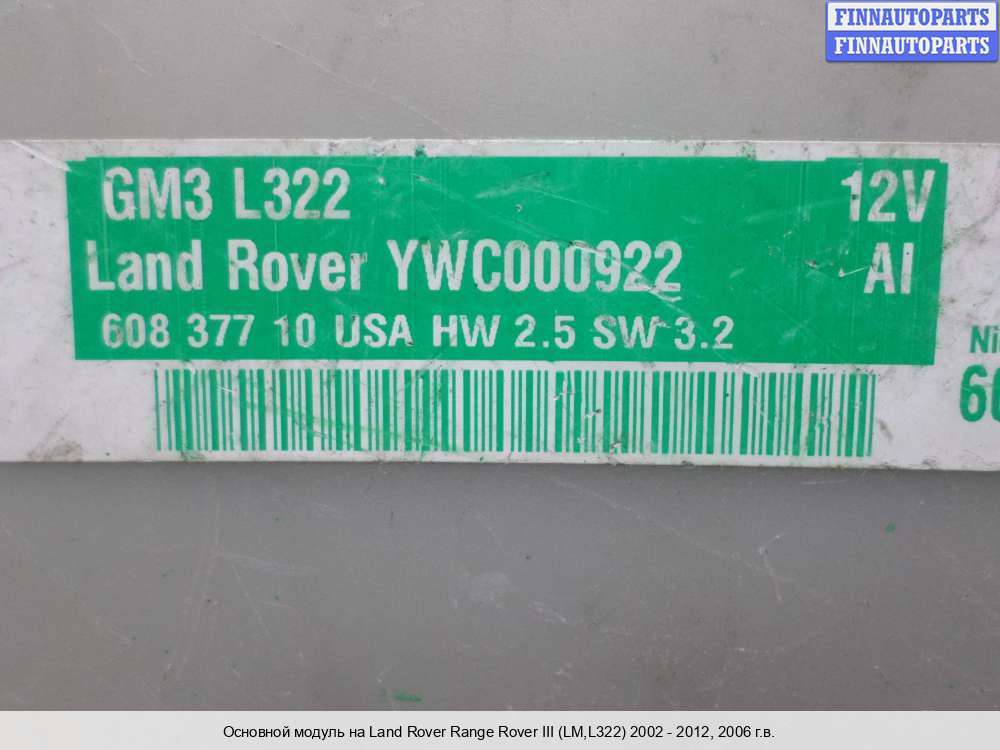 FINNAUTOPARTS
FINNAUTOPARTS
GM3 L322 12V
Land Rover YWC000922 AI
608 377 10 USA HW 2.5 SW 3.2
Основной модуль на Land Rover Range Rover III (LM,L322) 2002 - 2012, 2006 г.в.